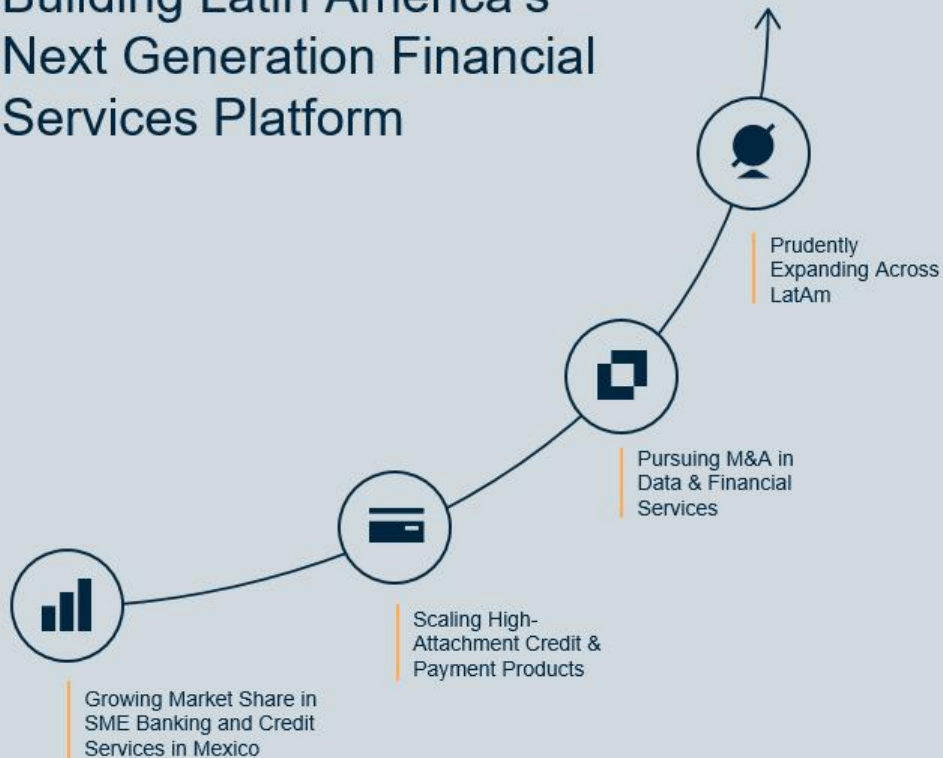 Building Latin America's
Next Generation Financial
Services Platform
Prudently
Expanding Across
LatAm
Pursuing M&A in
Data & Financial
Services
Scaling High-
Attachment Credit &
Payment Products
Growing Market Share in
SME Banking and Credit
Services in Mexico